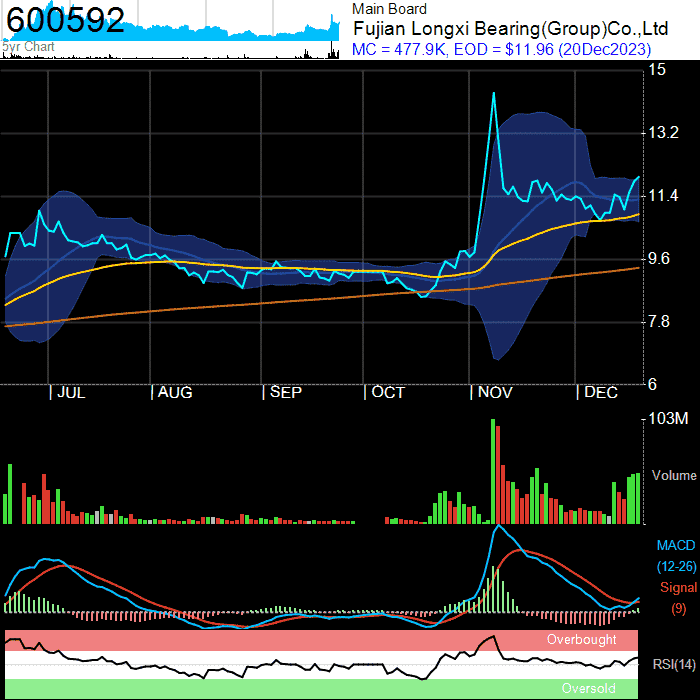 600592
5yr Chart
Main Board
Fujian Longxi Bearing(Group)Co.,Ltd
MC = 477.9K, EOD = $11.96 (20Dec2023)
15
13.2
11.4
9.6
7.8
6
JUL AUG SEP OCT NOV DEC
103M
Volume
MACD
(12-26)
Signal
(9)
Overbought
RSI(14)
Oversold